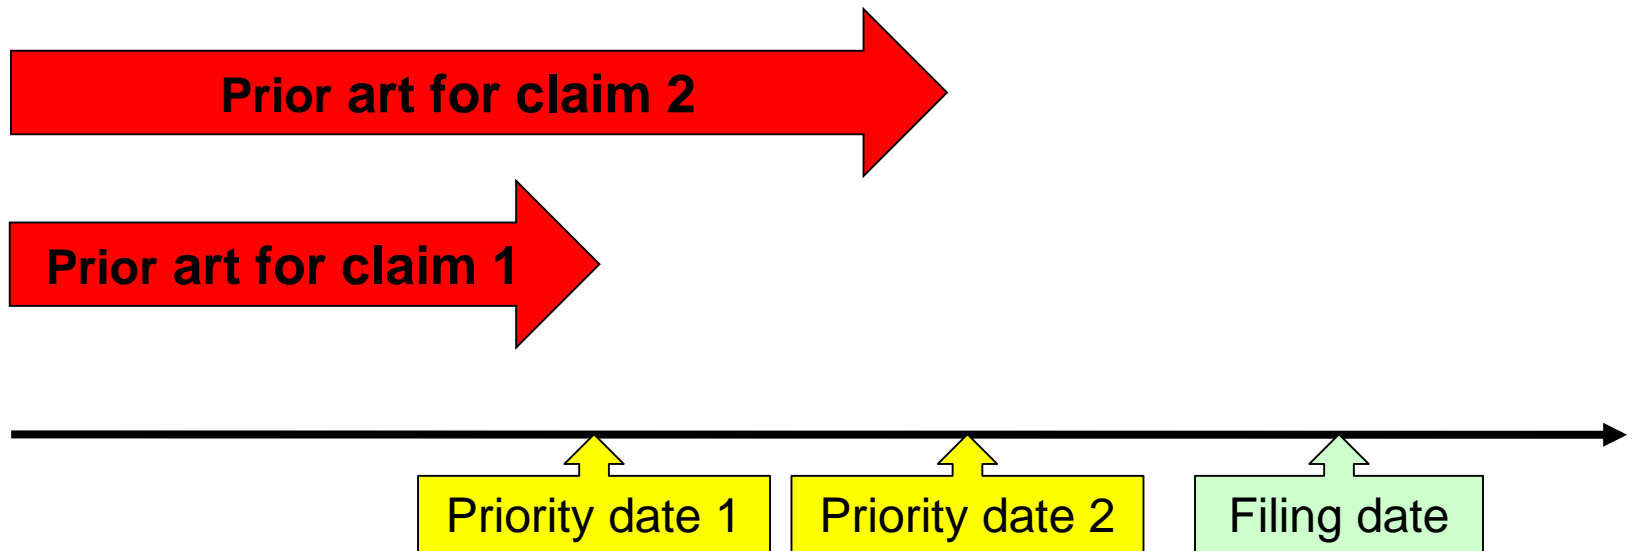 Prior art for claim 2
Prior art for claim 1
Priority date 1
Priority date 2
Filing date